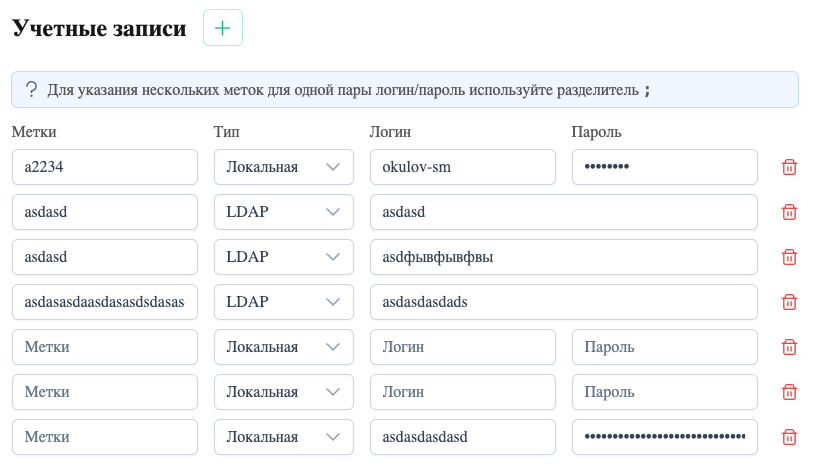 Учетные записи
Для указания нескольких меток для одной пары логин/пароль используйте разделитель ;
Метки Тип Логин Пароль
a2234 Локальная okulov-sm ••••••••
asdasd LDAP asdasd
asdasd LDAP asdфывфывфвы
asdasasdaasdasasdsdasas LDAP asdasdasdads
Метки Локальная Логин Пароль
Метки Локальная Логин Пароль
Метки Локальная asdasdasdasd ••••••••••••••••••••••••••••